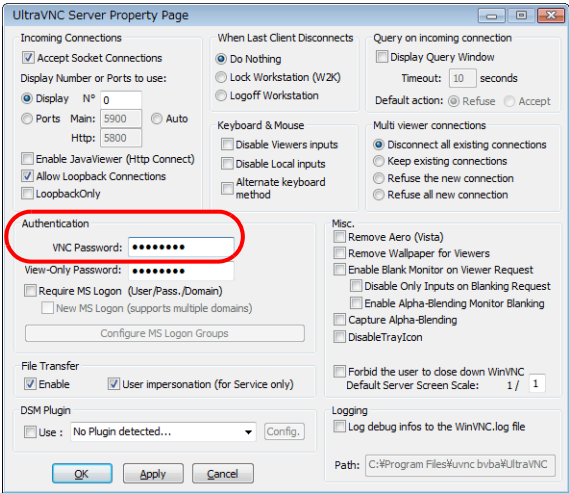 UltraVNC Server Property Page
Incoming Connections
Accept Socket Connections
Display Number or Ports to use:
Display N° 0
Ports Main: 5900 Auto
Http: 5800
Enable JavaViewer (Http Connect)
Allow Loopback Connections
LoopbackOnly
When Last Client Disconnects
Do Nothing
Lock Workstation (W2K)
Logoff Workstation
Keyboard & Mouse
Disable Viewers inputs
Disable Local inputs
Alternate keyboard
method
Query on incoming connection
Display Query Window
Timeout: 10 seconds
Default action: Refuse Accept
Multi viewer connections
Disconnect all existing connections
Keep existing connections
Refuse the new connection
Refuse all new connection
Authentication
VNC Password: ●●●●●●●●
View-Only Password: ●●●●●●●●
Require MS Logon (User/Pass./Domain)
New MS Logon (supports multiple domains)
Configure MS Logon Groups
Misc.
Remove Aero (Vista)
Remove Wallpaper for Viewers
Enable Blank Monitor on Viewer Request
Disable Only Inputs on Blanking Request
Enable Alpha-Blending Monitor Blanking
Capture Alpha-Blending
DisableTrayIcon
Forbid the user to close down WinVNC
Default Server Screen Scale: 1 / 1
File Transfer
Enable User impersonation (for Service only)
DSM Plugin
Use : No Plugin detected... Config.
Logging
Log debug infos to the WinVNC.log file
Path: C:¥Program Files¥uvnc bvba¥UltraVNC
OK Apply Cancel